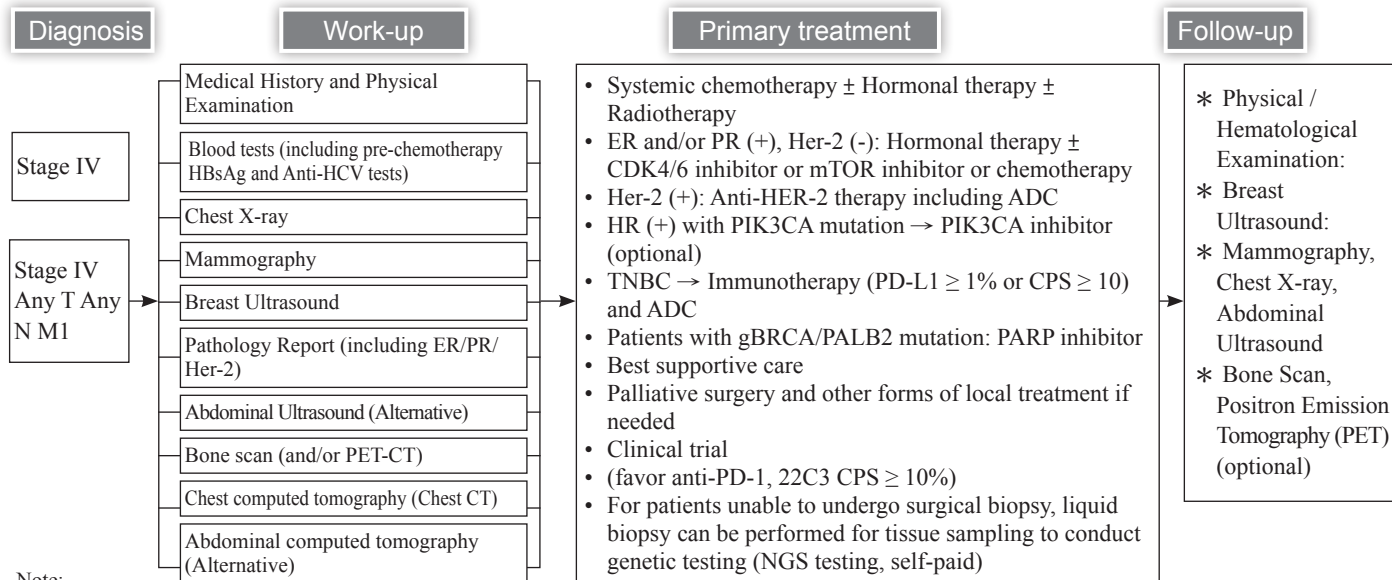 Diagnosis
Work-up
Primary treatment
Follow-up
Stage IV
Stage IV
Any T Any
N M1
Medical History and Physical
Examination
Blood tests (including pre-chemotherapy
HBsAg and Anti-HCV tests)
Chest X-ray
Mammography
Breast Ultrasound
Pathology Report (including ER/PR/
Her-2)
Abdominal Ultrasound (Alternative)
Bone scan (and/or PET-CT)
Chest computed tomography (Chest CT)
Abdominal computed tomography
(Alternative)
• Systemic chemotherapy ± Hormonal therapy ±
Radiotherapy
• ER and/or PR (+), Her-2 (-): Hormonal therapy ±
CDK4/6 inhibitor or mTOR inhibitor or chemotherapy
• Her-2 (+): Anti-HER-2 therapy including ADC
• HR (+) with PIK3CA mutation → PIK3CA inhibitor
(optional)
• TNBC → Immunotherapy (PD-L1 ≥ 1% or CPS ≥ 10)
and ADC
• Patients with gBRCA/PALB2 mutation: PARP inhibitor
• Best supportive care
• Palliative surgery and other forms of local treatment if
needed
• Clinical trial
• (favor anti-PD-1, 22C3 CPS ≥ 10%)
• For patients unable to undergo surgical biopsy, liquid
biopsy can be performed for tissue sampling to conduct
genetic testing (NGS testing, self-paid)
* Physical /
Hematological
Examination:
* Breast
Ultrasound:
* Mammography,
Chest X-ray,
Abdominal
Ultrasound
* Bone Scan,
Positron Emission
Tomography (PET)
(optional)
Note: